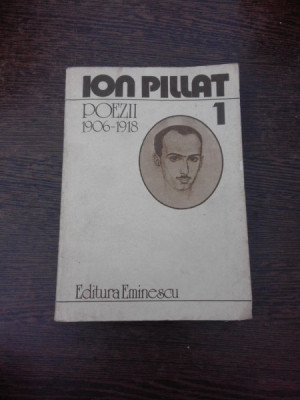 ION PILLAT
POEZII 1
1906-1918
Editura Eminescu